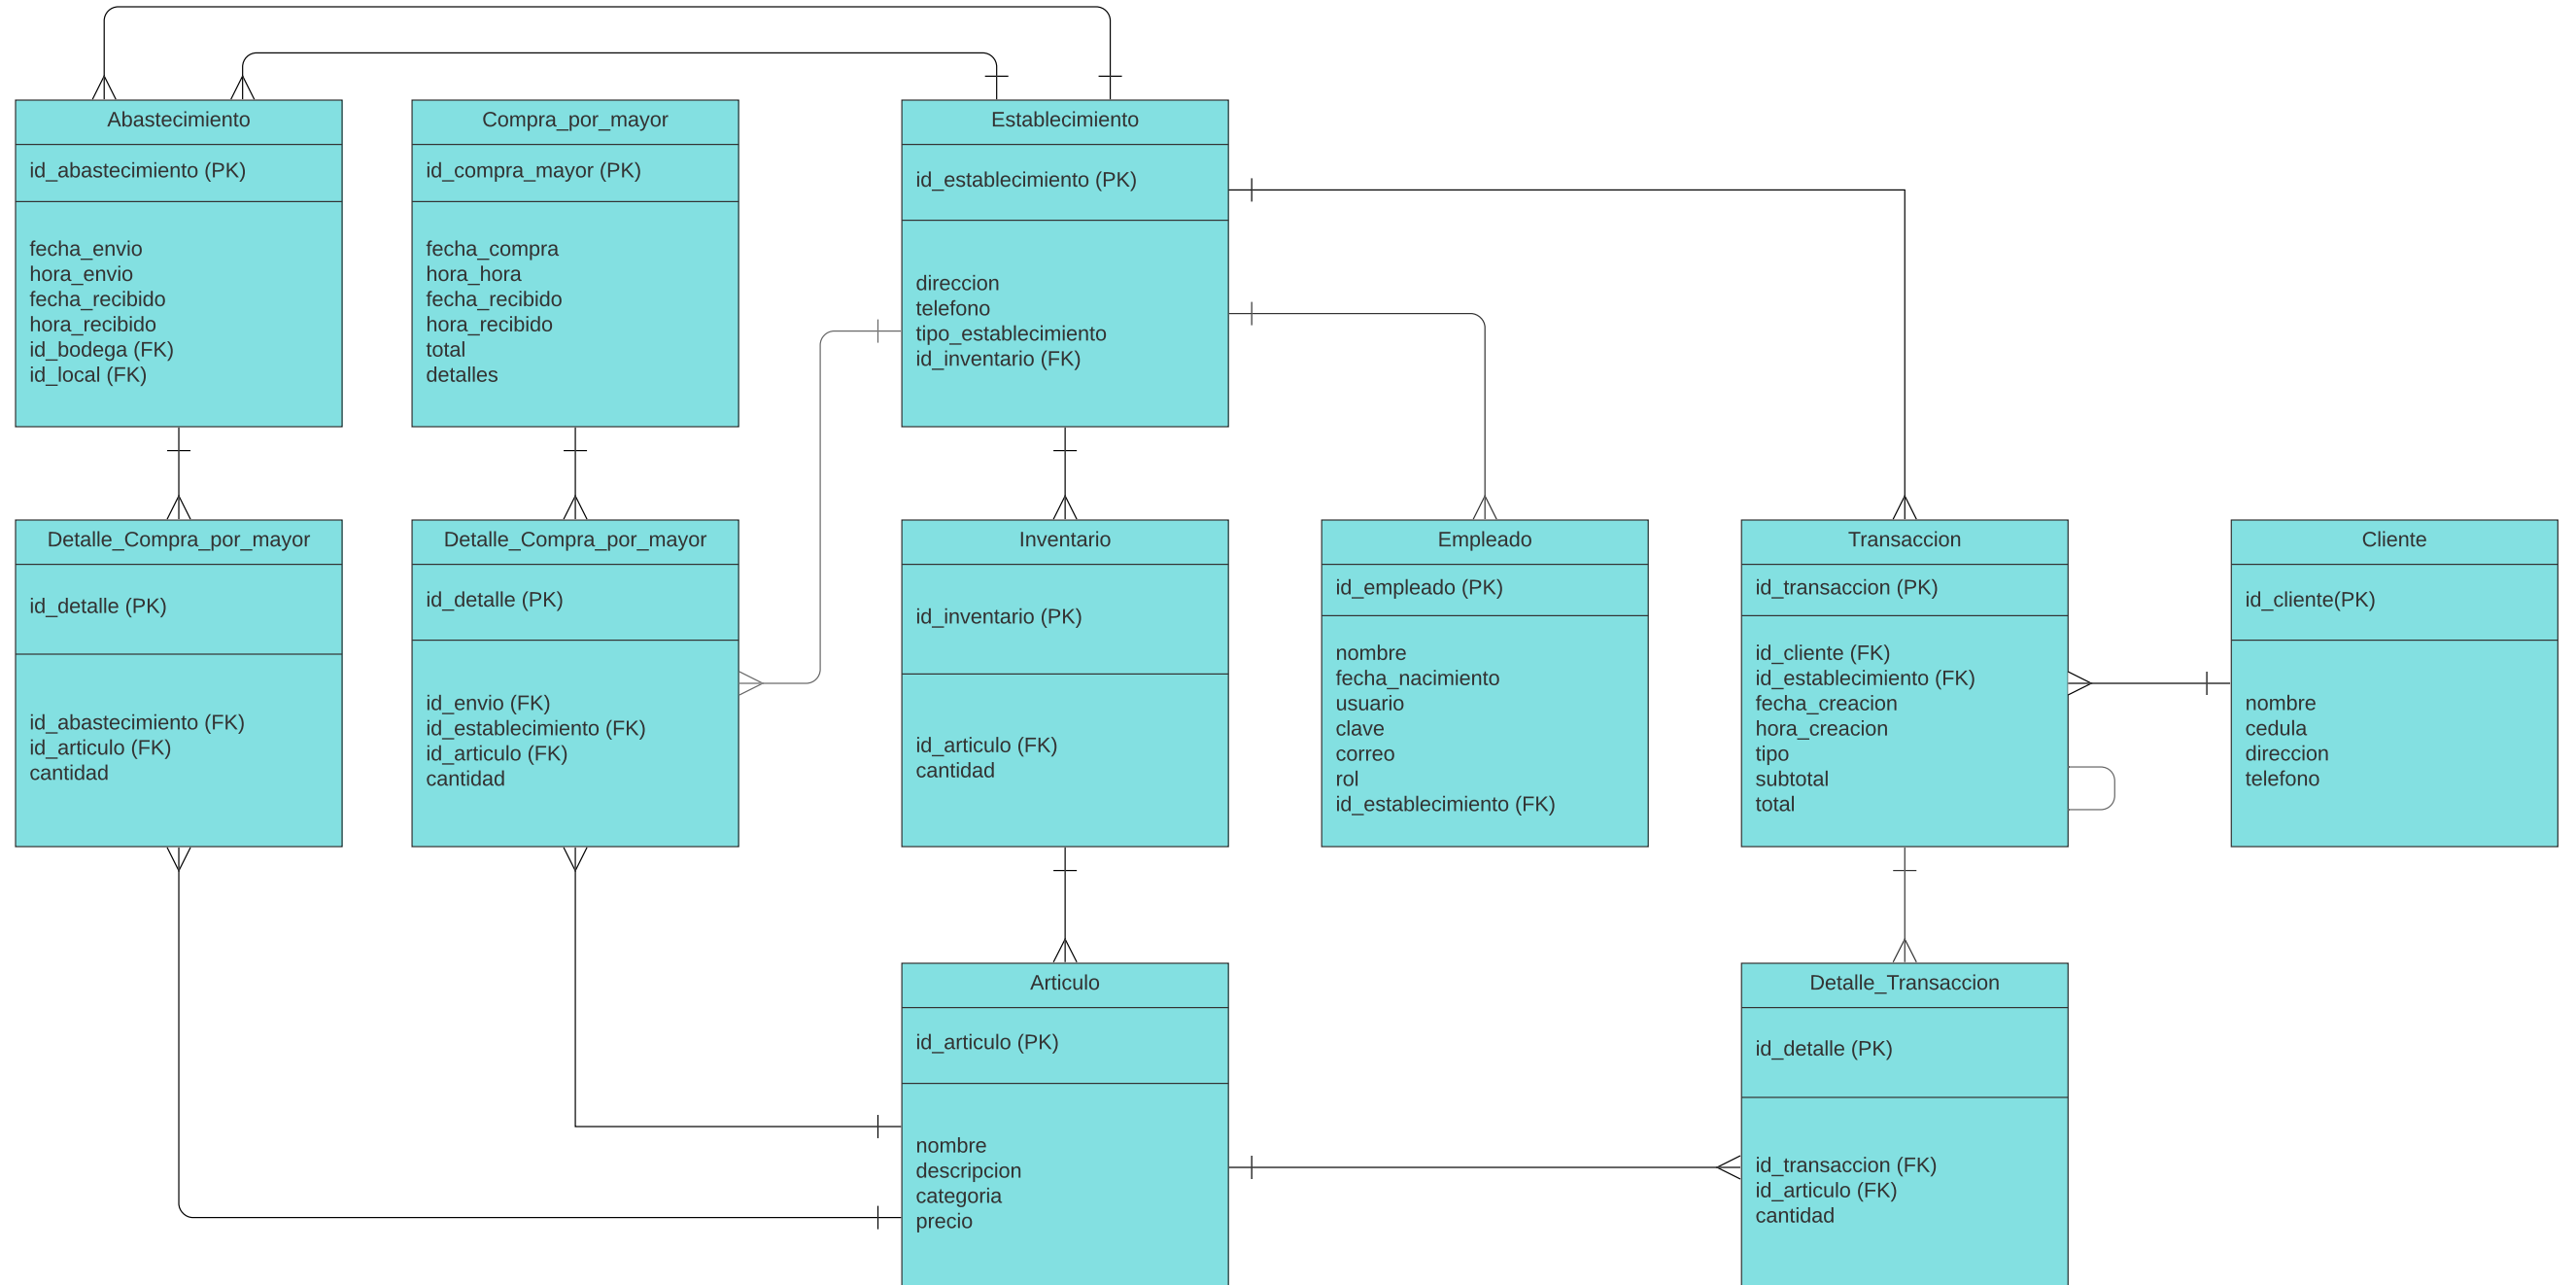 Abastecimiento
id_abastecimiento (PK)
fecha_envio
hora_envio
fecha_recibido
hora_recibido
id_bodega (FK)
id_local (FK)
Compra_por_mayor
id_compra_mayor (PK)
fecha_compra
hora_hora
fecha_recibido
hora_recibido
total
detalles
Establecimiento
id_establecimiento (PK)
direccion
telefono
tipo_establecimiento
id_inventario (FK)
Detalle_Compra_por_mayor
id_detalle (PK)
id_abastecimiento (FK)
id_articulo (FK)
cantidad
Detalle_Compra_por_mayor
id_detalle (PK)
id_envio (FK)
id_establecimiento (FK)
id_articulo (FK)
cantidad
Inventario
id_inventario (PK)
id_articulo (FK)
cantidad
Empleado
id_empleado (PK)
nombre
fecha_nacimiento
usuario
clave
correo
rol
id_establecimiento (FK)
Transaccion
id_transaccion (PK)
id_cliente (FK)
id_establecimiento (FK)
fecha_creacion
hora_creacion
tipo
subtotal
total
Cliente
id_cliente(PK)
nombre
cedula
direccion
telefono
Articulo
id_articulo (PK)
nombre
descripcion
categoria
precio
Detalle_Transaccion
id_detalle (PK)
id_transaccion (FK)
id_articulo (FK)
cantidad